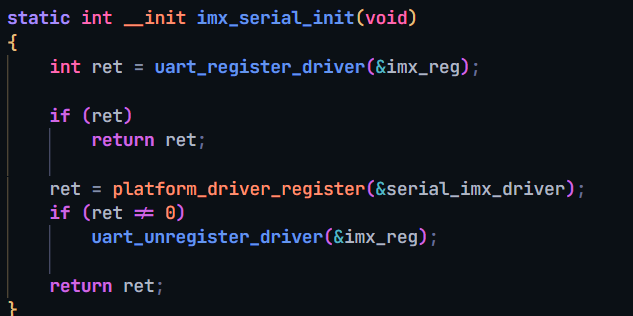 static int __init imx_serial_init(void)
{
    int ret = uart_register_driver(&imx_reg);

    if (ret)
        return ret;

    ret = platform_driver_register(&serial_imx_driver);
    if (ret != 0)
        uart_unregister_driver(&imx_reg);

    return ret;
}